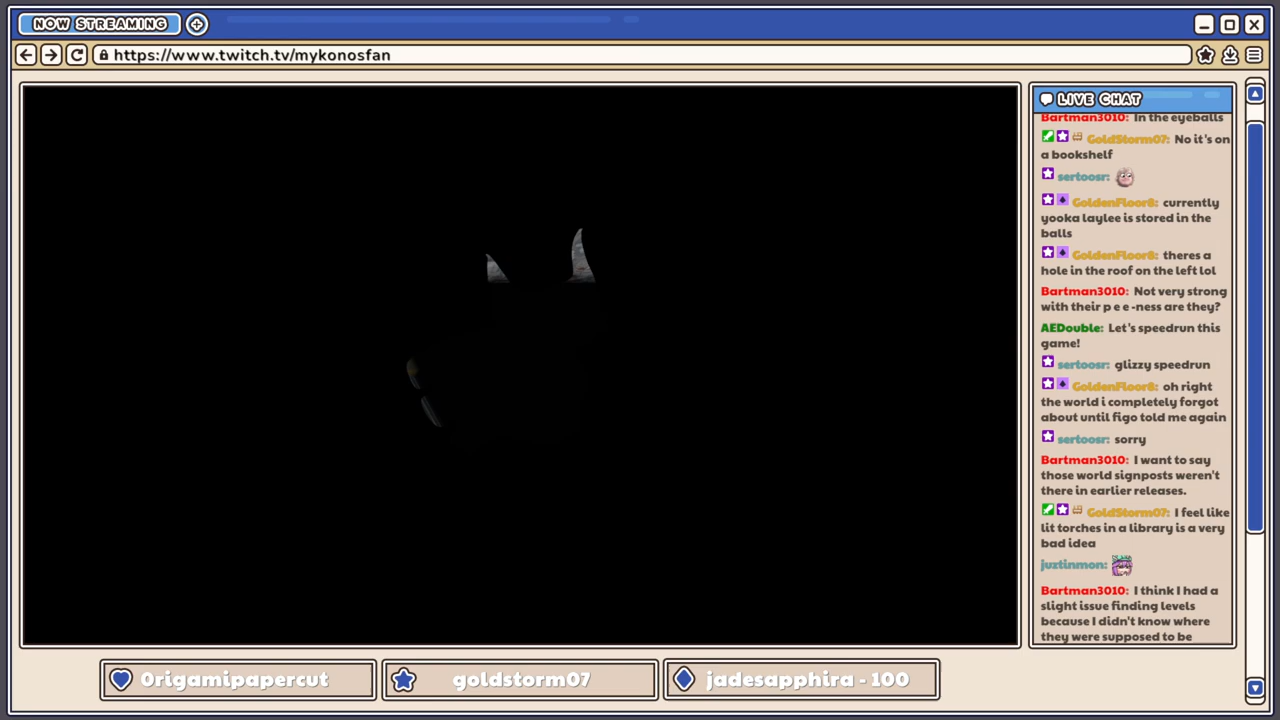 NOW STREAMING
https://www.twitch.tv/mykonosfan
LIVE CHAT
Bartman3010: In the eyeballs
GoldStorm07: No it's on
a bookshelf
sertoosr:
GoldenFloor8: currently
yooka laylee is stored in the
balls
GoldenFloor8: theres a
hole in the roof on the left lol
Bartman3010: Not very strong
with their p e e -ness are they?
AEDouble: Let's speedrun this
game!
sertoosr: glizzy speedrun
GoldenFloor8: oh right
the world i completely forgot
about until figo told me again
sertoosr: sorry
Bartman3010: I want to say
those world signposts weren't
there in earlier releases.
GoldStorm07: I feel like
lit torches in a library is a very
bad idea
juztinmon:
Bartman3010: I think I had a
slight issue finding levels
because I didn't know where
they were supposed to be
0rigamipapercut
goldstorm07
jadesapphira - 100